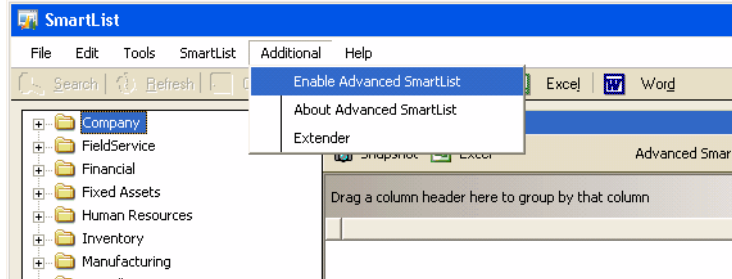 SmartList
File Edit Tools SmartList Additional Help
Search Refresh Excel Word
Enable Advanced SmartList
About Advanced SmartList
Extender
Company
FieldService
Financial
Fixed Assets
Human Resources
Inventory
Manufacturing
Snapshot Excel Advanced Smar
Drag a column header here to group by that column